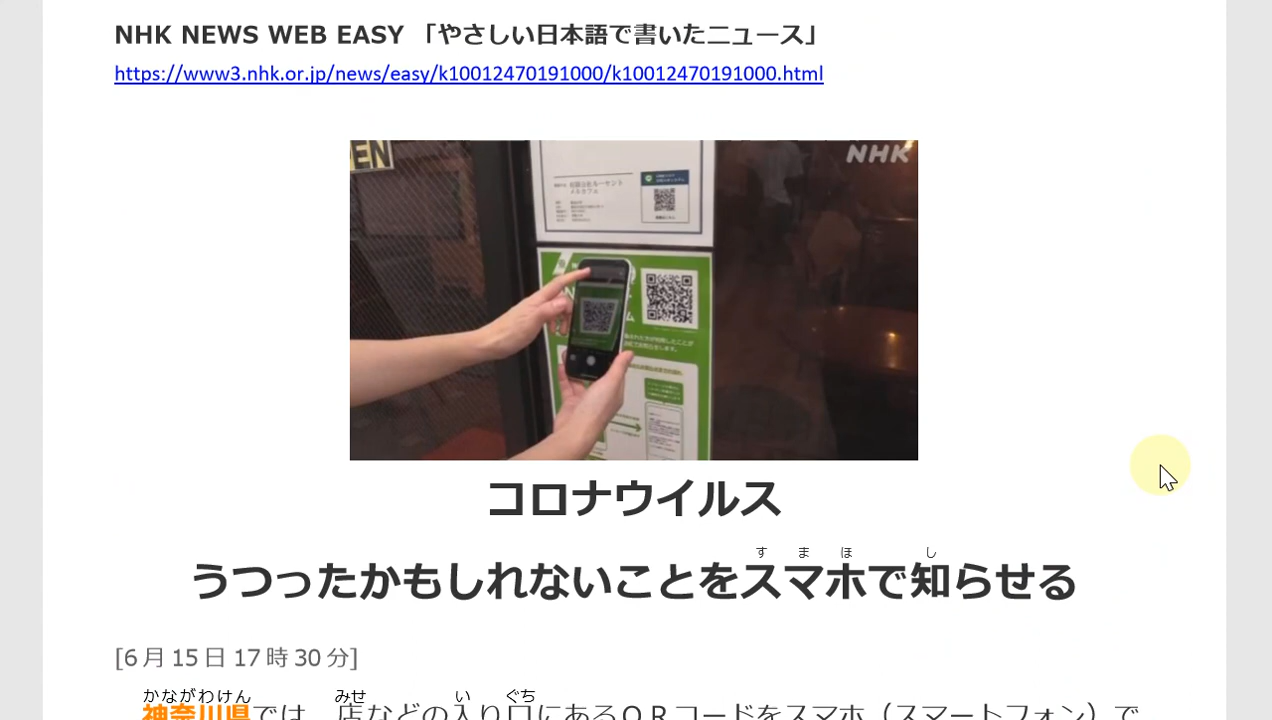 NHK NEWS WEB EASY 「やさしい日本語で書いたニュース」
https://www3.nhk.or.jp/news/easy/k10012470191000/k10012470191000.html
EN
NHK
コロナウイルス
すまほ し
うつったかもしれないことをスマホで知らせる
[6月15日17時30分]
かながわけん みせ い ぐち
神奈川県では、店などの入り口にあるQRコードをスマホ(スマートフォン)で